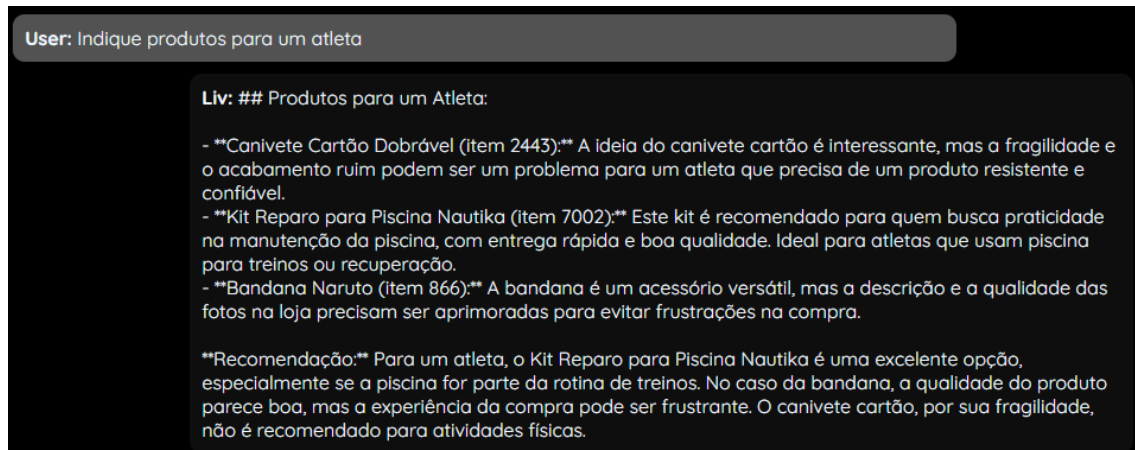 User: Indique produtos para um atleta
Liv: ## Produtos para um Atleta:
- **Canivete Cartão Dobrável (item 2443):** A ideia do canivete cartão é interessante, mas a fragilidade e
o acabamento ruim podem ser um problema para um atleta que precisa de um produto resistente e
confiável.
- **Kit Reparo para Piscina Nautika (item 7002):** Este kit é recomendado para quem busca praticidade
na manutenção da piscina, com entrega rápida e boa qualidade. Ideal para atletas que usam piscina
para treinos ou recuperação.
- **Bandana Naruto (item 866):** A bandana é um acessório versátil, mas a descrição e a qualidade das
fotos na loja precisam ser aprimoradas para evitar frustrações na compra.
**Recomendação:** Para um atleta, o Kit Reparo para Piscina Nautika é uma excelente opção,
especialmente se a piscina for parte da rotina de treinos. No caso da bandana, a qualidade do produto
parece boa, mas a experiência da compra pode ser frustrante. O canivete cartão, por sua fragilidade,
não é recomendado para atividades físicas.